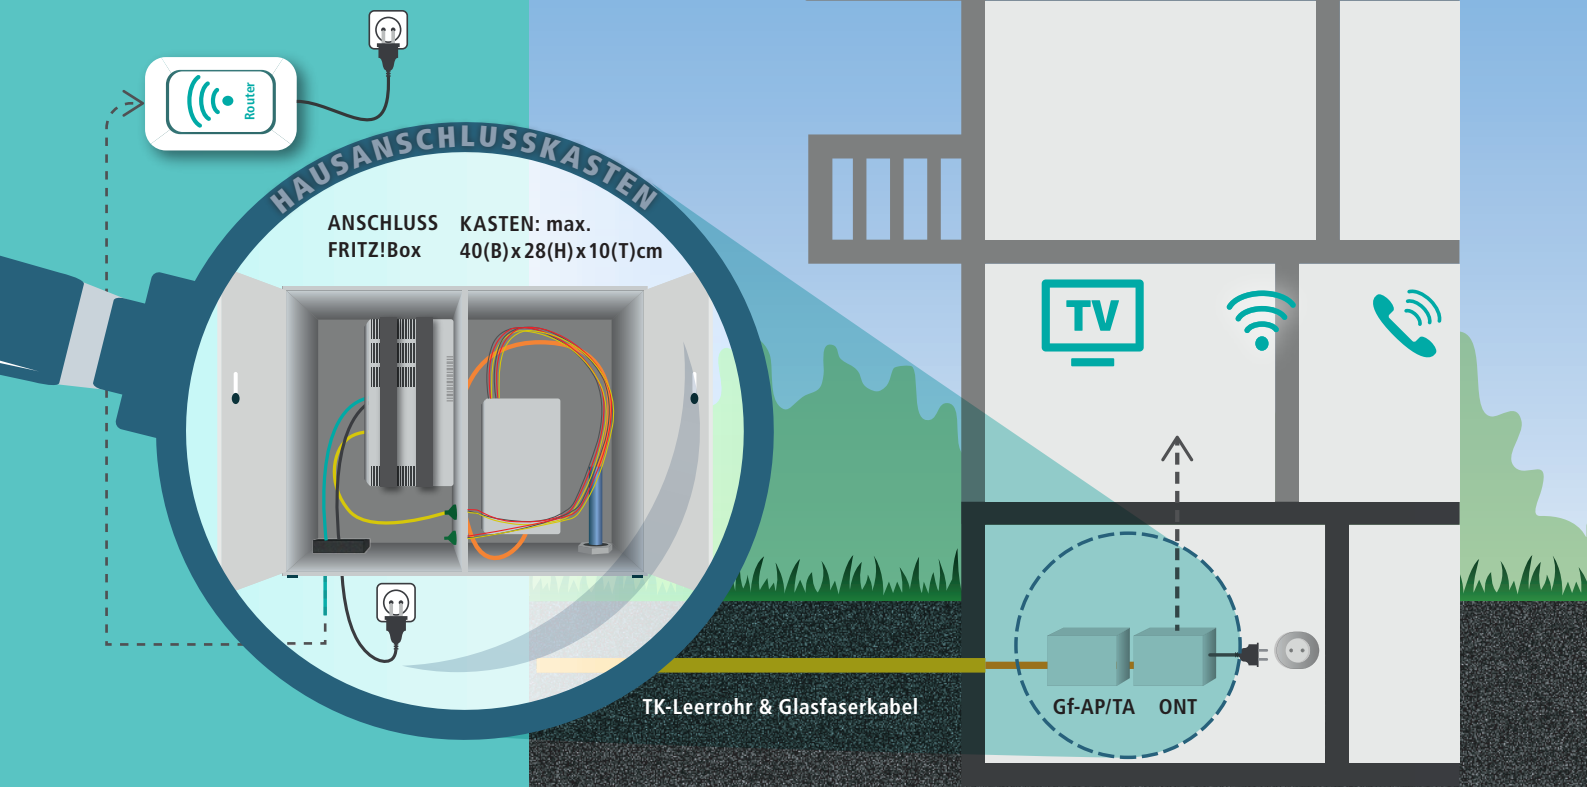 Router
HAUSANSCHLUSSKASTEN
ANSCHLUSS
FRITZ!Box
KASTEN: max.
40(B)x28(H)x10(T)cm
TV
TK-Leerrohr & Glasfaserkabel
Gf-AP/TA
ONT